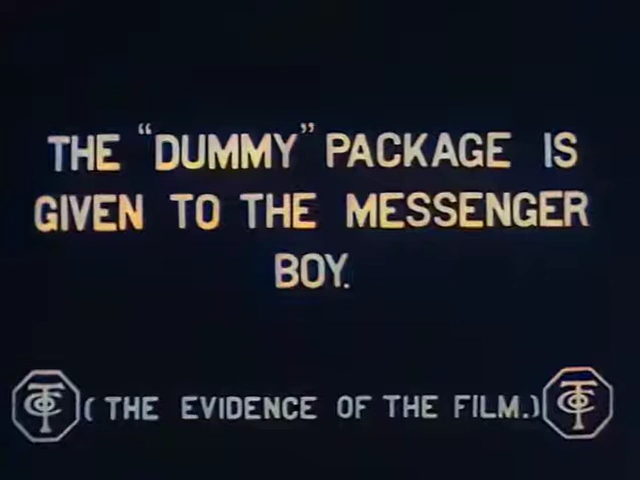 THE "DUMMY" PACKAGE IS
GIVEN TO THE MESSENGER
BOY.
(THE EVIDENCE OF THE FILM.)